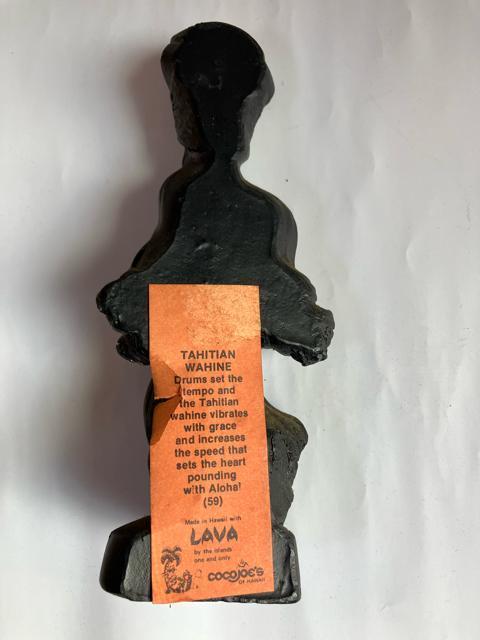 TAHITIAN
WAHINE
Drums set the
tempo and
the Tahitian
wahine vibrates
with grace
and increases
the speed that
sets the heart
pounding
with Aloha!
(59)
Made in Hawaii with
LAVA
by the islands
one and only
COCOJOE'S
OF HAWAII